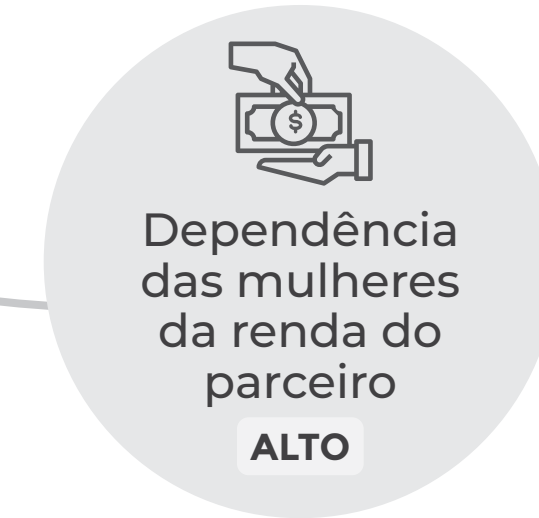 $
Dependência
das mulheres
da renda do
parceiro
ALTO